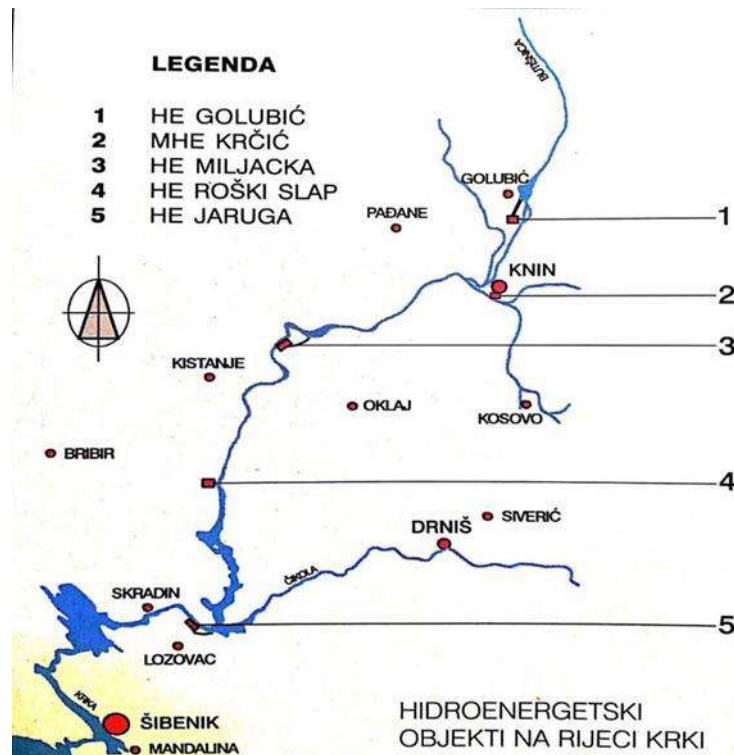 LEGENDA
1 HE GOLUBIĆ
2 MHE KRČIĆ
3 HE MILJACKA
4 HE ROŠKI SLAP
5 HE JARUGA
BUTIŠNICA
GOLUBIĆ
PAĐANE
1
KNIN
2
3
KISTANJE
OKLAJ
KOSOVO
BRIBIR
4
SIVERIĆ
DRNIŠ
ČIKOLA
SKRADIN
5
LOZOVAC
KRKA
ŠIBENIK
MANDALINA
HIDROENERGETSKI
OBJEKTI NA RIJECI KRKI